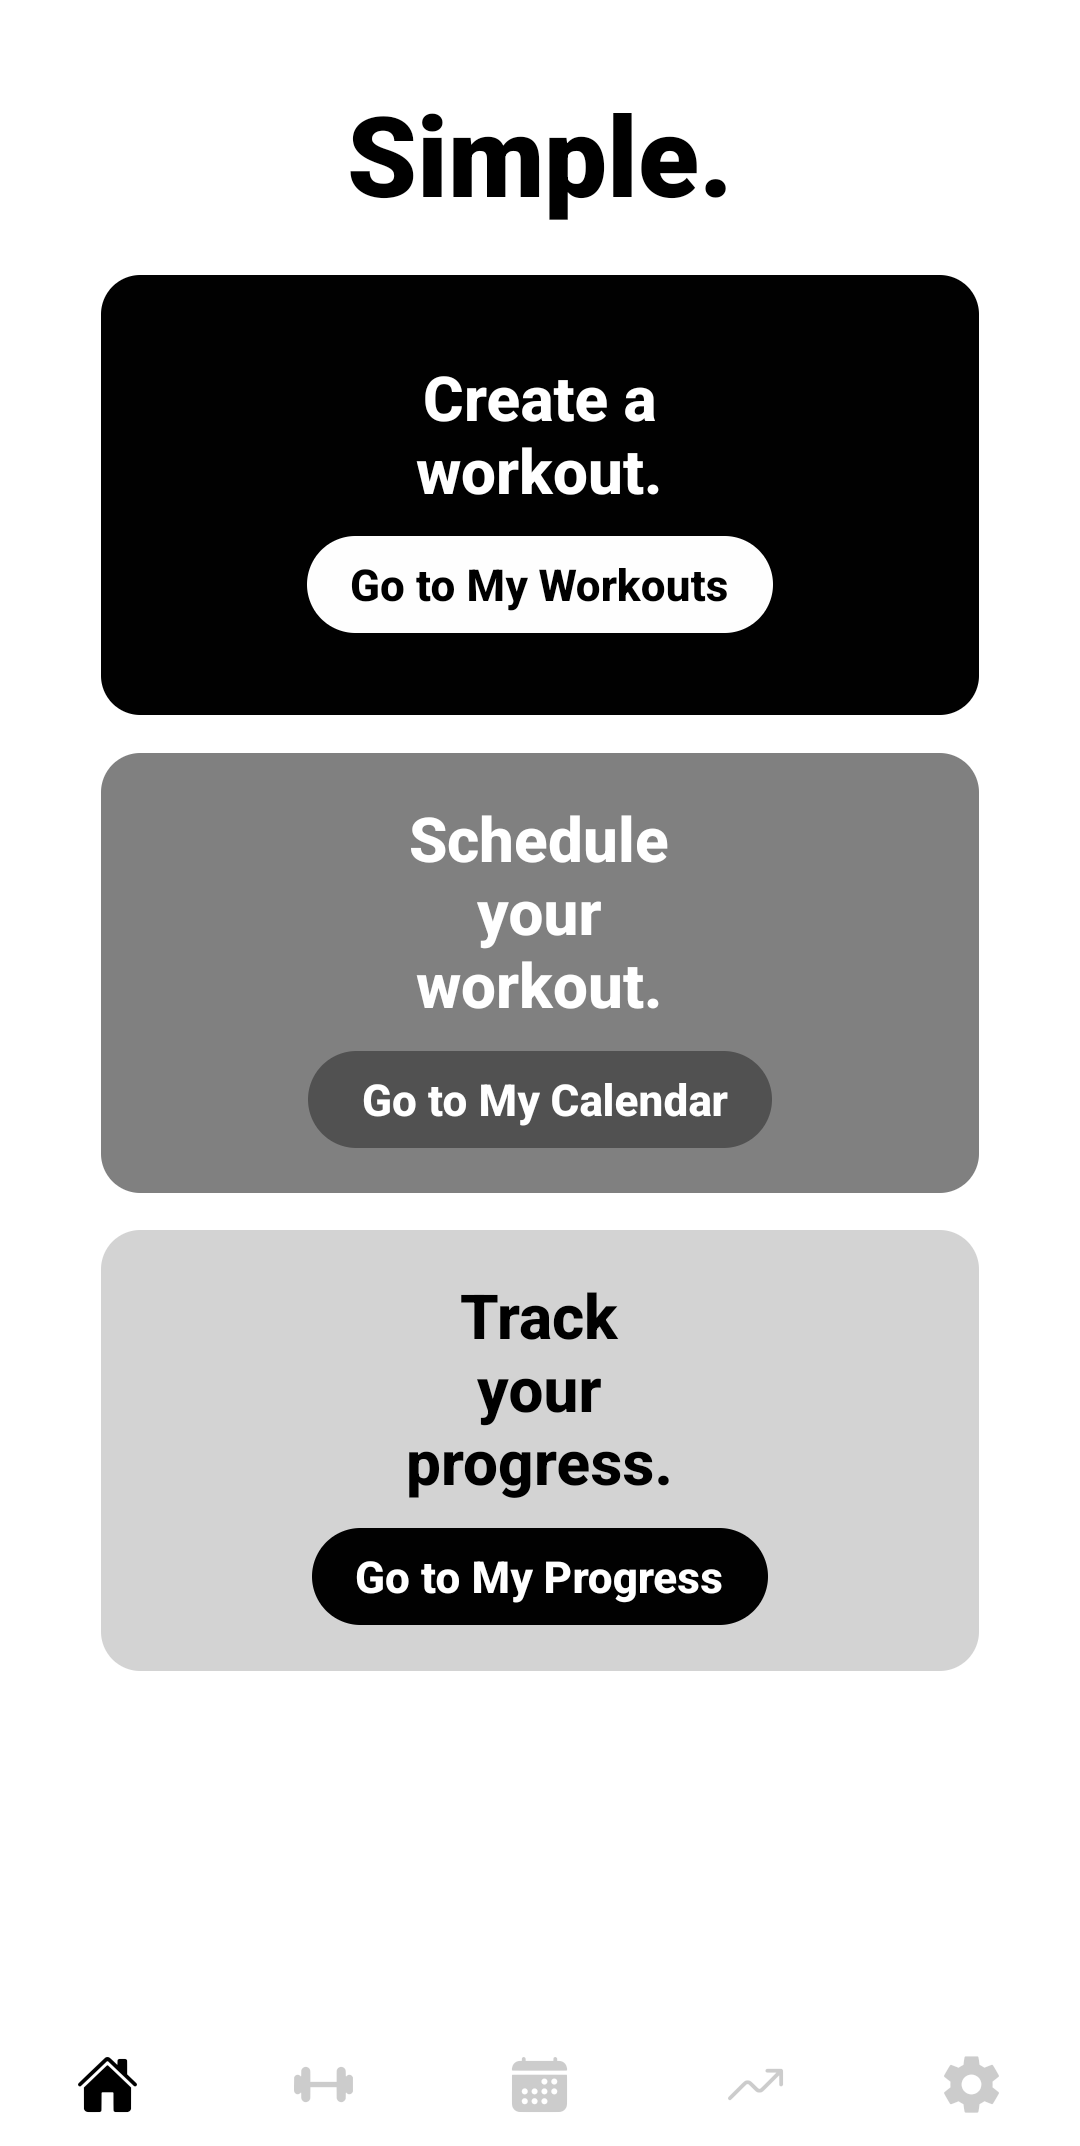 Simple.
Create a
workout.
Go to My Workouts
Schedule
your
workout.
Go to My Calendar
Track
your
progress.
Go to My Progress